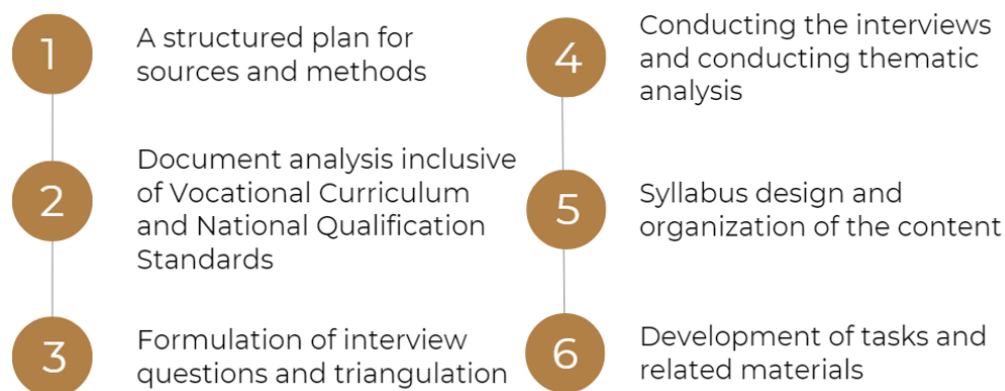 1
A structured plan for
sources and methods
2
Document analysis inclusive
of Vocational Curriculum
and National Qualification
Standards
3
Formulation of interview
questions and triangulation
4
Conducting the interviews
and conducting thematic
analysis
5
Syllabus design and
organization of the content
6
Development of tasks and
related materials